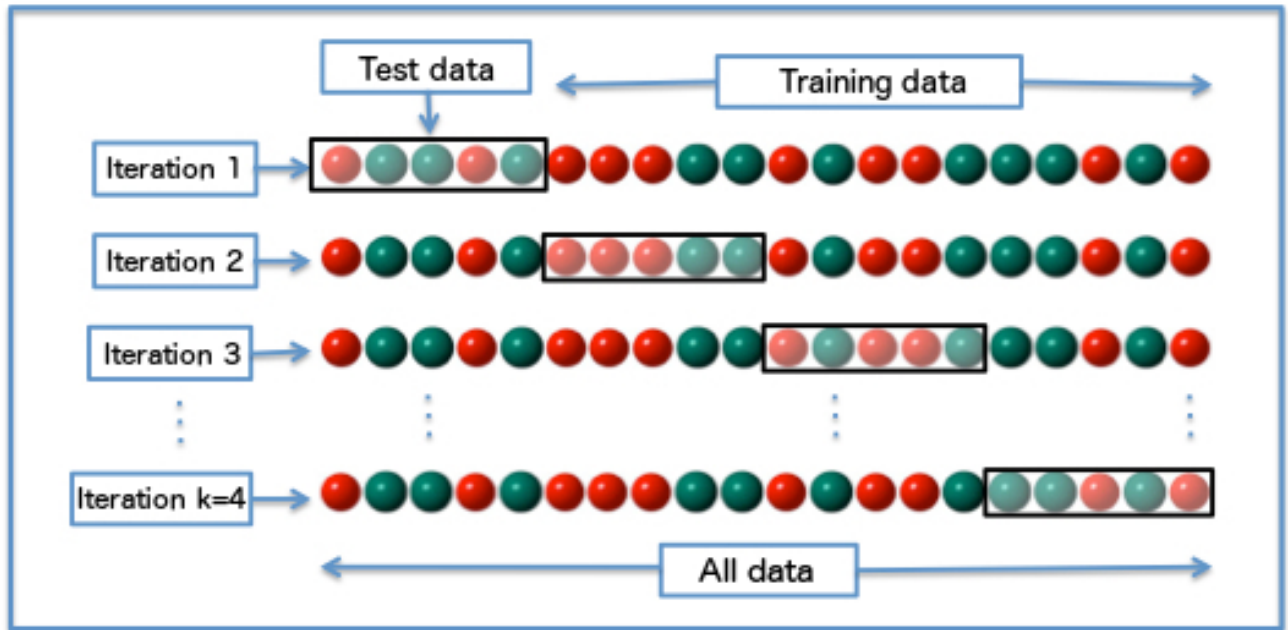 Test data
Training data
Iteration 1
Iteration 2
Iteration 3
Iteration k=4
All data